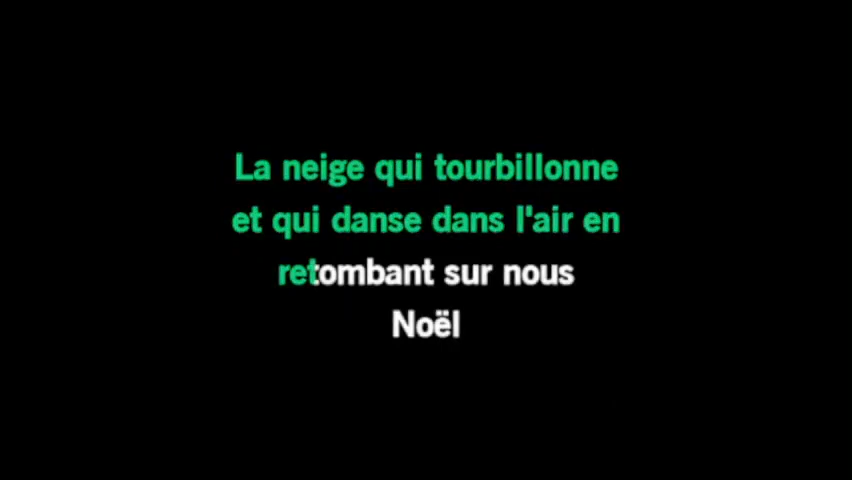 La neige qui tourbillonne
et qui danse dans l'air en
retombant sur nous
Noël